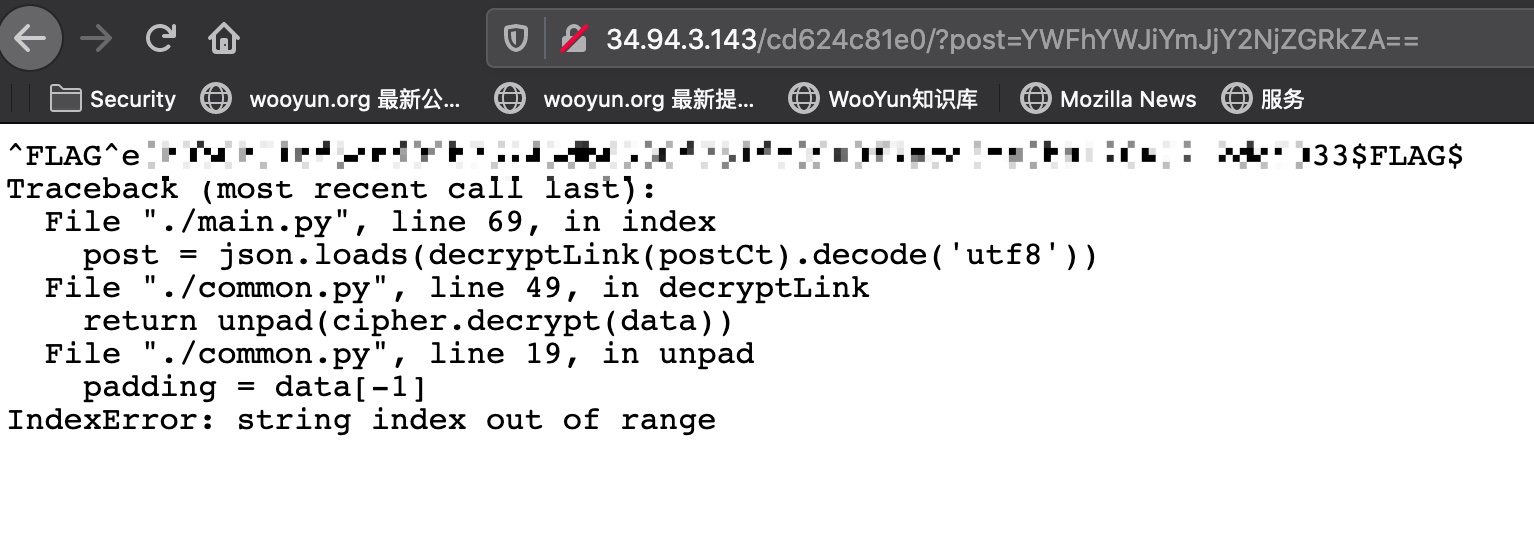 34.94.3.143/cd624c81e0/?post=YWFhYWJiYmJjY2NjZGRkZA==
Security wooyun.org 最新公... wooyun.org 最新提... WooYun知识库 Mozilla News 服务
^FLAG^e 33$FLAG$
Traceback (most recent call last):
File "./main.py", line 69, in index
post = json.loads(decryptLink(postCt).decode('utf8'))
File "./common.py", line 49, in decryptLink
return unpad(cipher.decrypt(data))
File "./common.py", line 19, in unpad
padding = data[-1]
IndexError: string index out of range